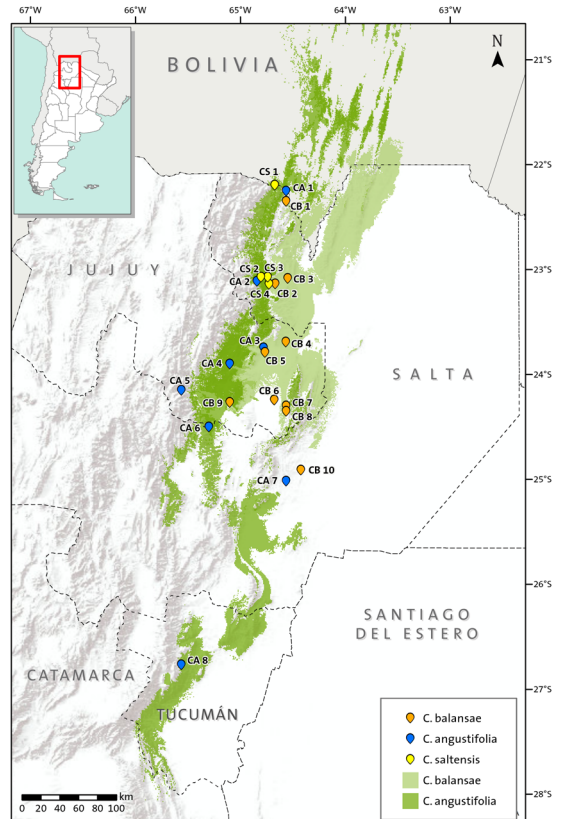 67°W 66°W 65°W 64°W 63°W
N
BOLIVIA
21°S
22°S
CS 1
CA 1
CB 1
JUJUY
CS 2 CS 3
23°S
CA 2
CB 3
CS 4 CB 2
CA 3
CB 4
CB 5
CA 4
SALTA
24°S
CA 5
CB 6
CB 9
CB 7
CB 8
CA 6
CB 10
CA 7
25°S
26°S
SANTIAGO
DEL ESTERO
CA 8
CATAMARCA
27°S
TUCUMÁN
C. balansae
C. angustifolia
C. saltensis
C. balansae
C. angustifolia
28°S
km
0 20 40 60 80 100